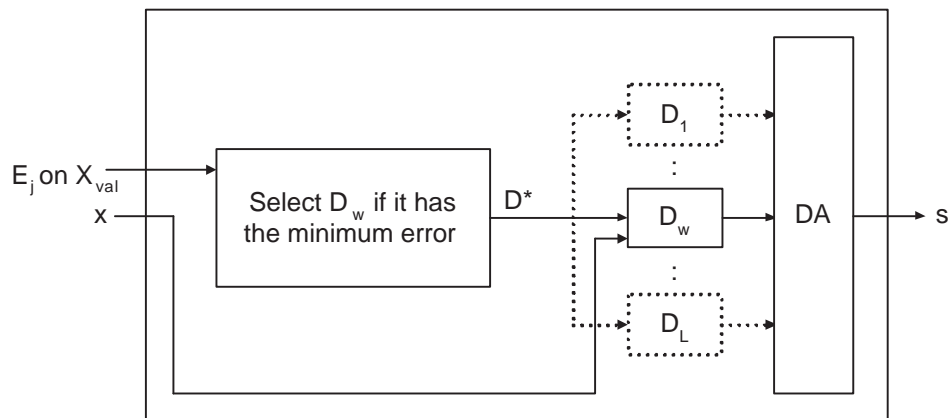 E_j on X_val
x
Select D_w if it has
the minimum error
D*
D_1
:
D_w
:
D_L
DA
s